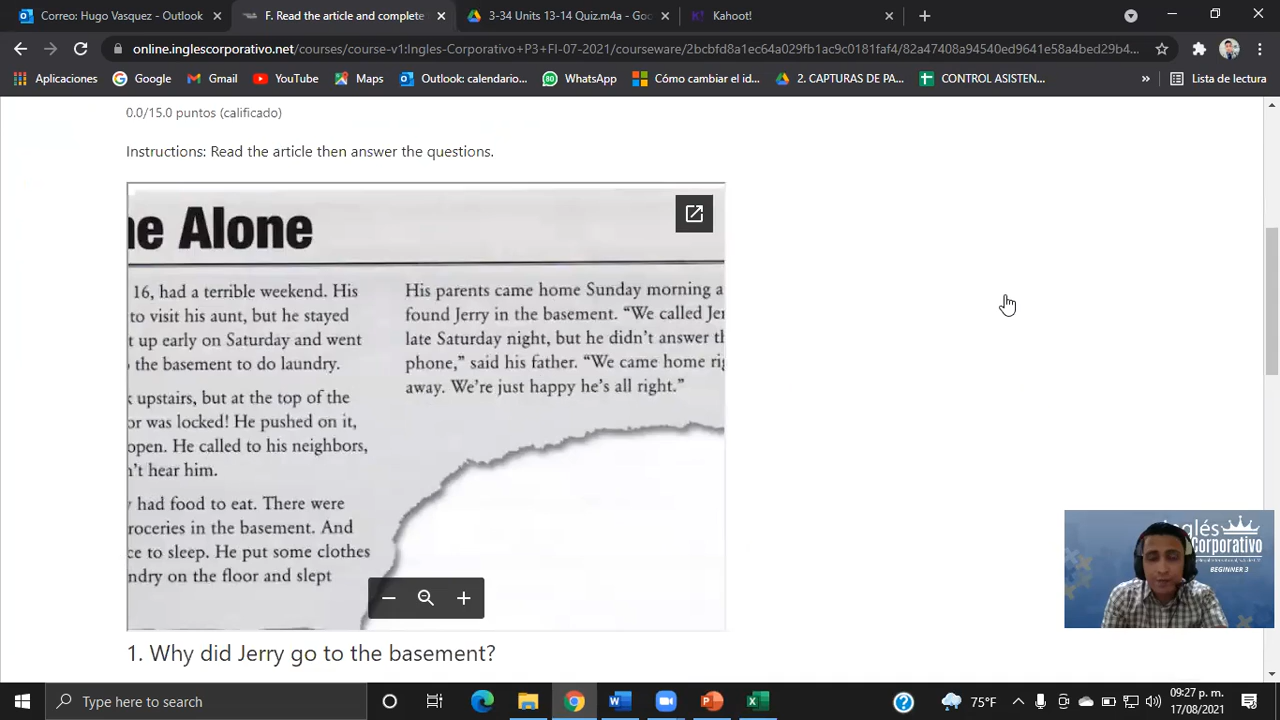 Correo: Hugo Vasquez - Outlook
F. Read the article and complete
3-34 Units 13-14 Quiz.m4a - Goo
Kahoot!
online.inglescorporativo.net/courses/course-v1:Ingles-Corporativo+P3+FI-07-2021/courseware/2bcbfd8a1ec64a029fb1ac9c0181faf4/82a47408a94540ed9641e58a4bed29b4...
Aplicaciones
Google
Gmail
YouTube
Maps
Outlook: calendario...
WhatsApp
Cómo cambiar el id...
2. CAPTURAS DE PA...
CONTROL ASISTEN...
»
Lista de lectura
0.0/15.0 puntos (calificado)
Instructions: Read the article then answer the questions.
e Alone
16, had a terrible weekend. His
to visit his aunt, but he stayed
t up early on Saturday and went
the basement to do laundry.
upstairs, but at the top of the
or was locked! He pushed on it,
open. He called to his neighbors,
't hear him.
had food to eat. There were
roceries in the basement. And
ce to sleep. He put some clothes
ndry on the floor and slept
His parents came home Sunday morning a
found Jerry in the basement. “We called Jer
late Saturday night, but he didn’t answer th
phone,” said his father. “We came home rig
away. We’re just happy he’s all right.”
1. Why did Jerry go to the basement?
inglés
Corporativo
BEGINNER 3
Type here to search
75°F
09:27 p. m.
17/08/2021